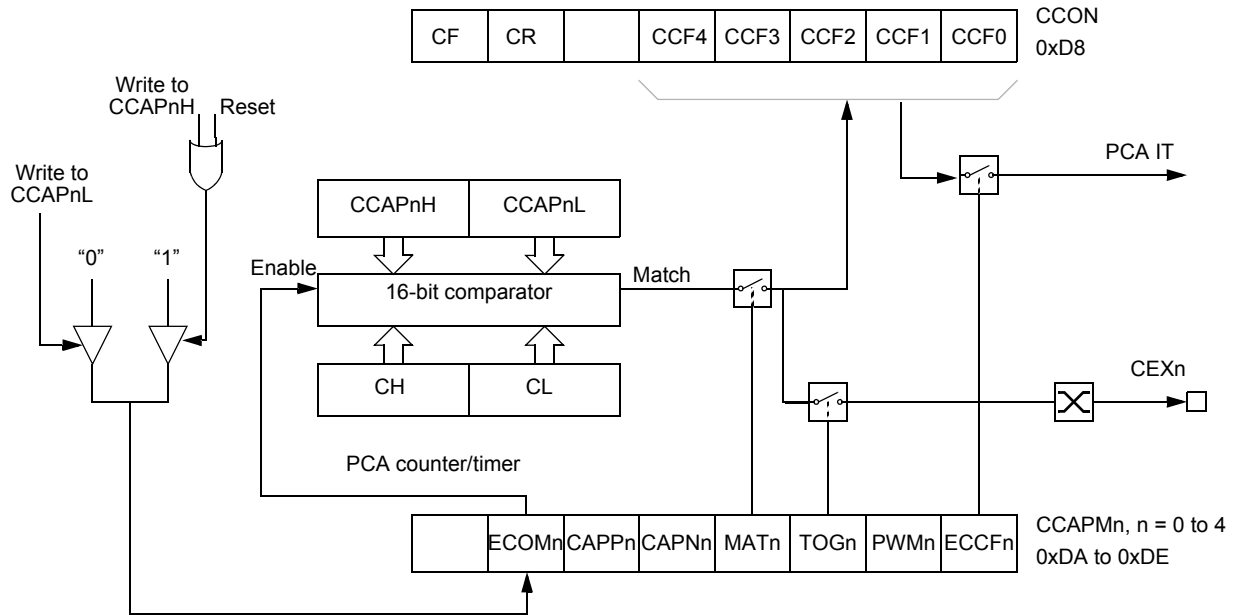 CF CR CCF4 CCF3 CCF2 CCF1 CCF0
CCON
0xD8
Write to
CCAPnH Reset
Write to
CCAPnL
PCA IT
CCAPnH CCAPnL
“0” “1”
Enable
16-bit comparator
Match
CH CL
CEXn
PCA counter/timer
ECOMn CAPPn CAPNn MATn TOGn PWMn ECCFn
CCAPMn, n = 0 to 4
0xDA to 0xDE